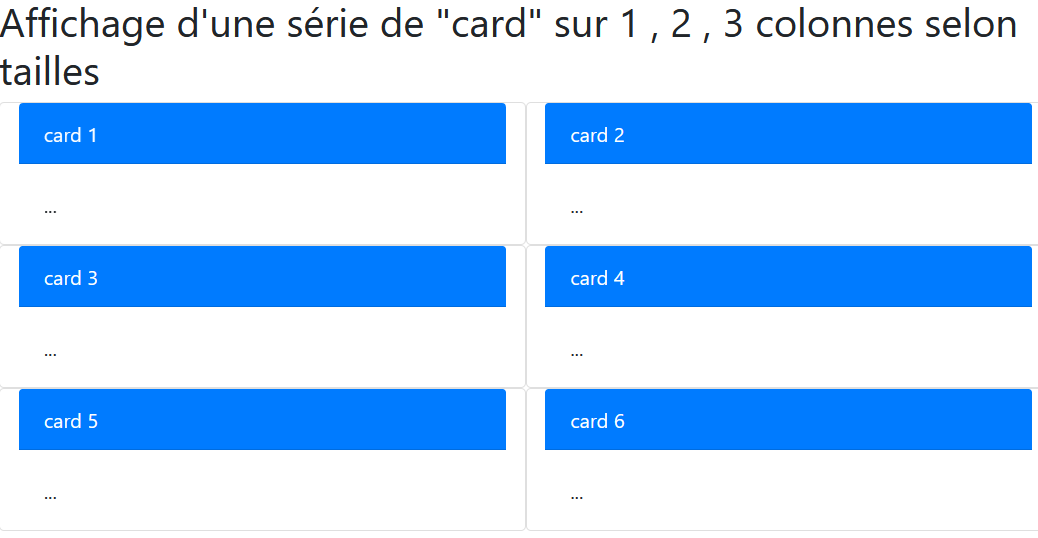 Affichage d'une série de "card" sur 1 , 2 , 3 colonnes selon
tailles
card 1
card 2
...
...
card 3
card 4
...
...
card 5
card 6
...
...